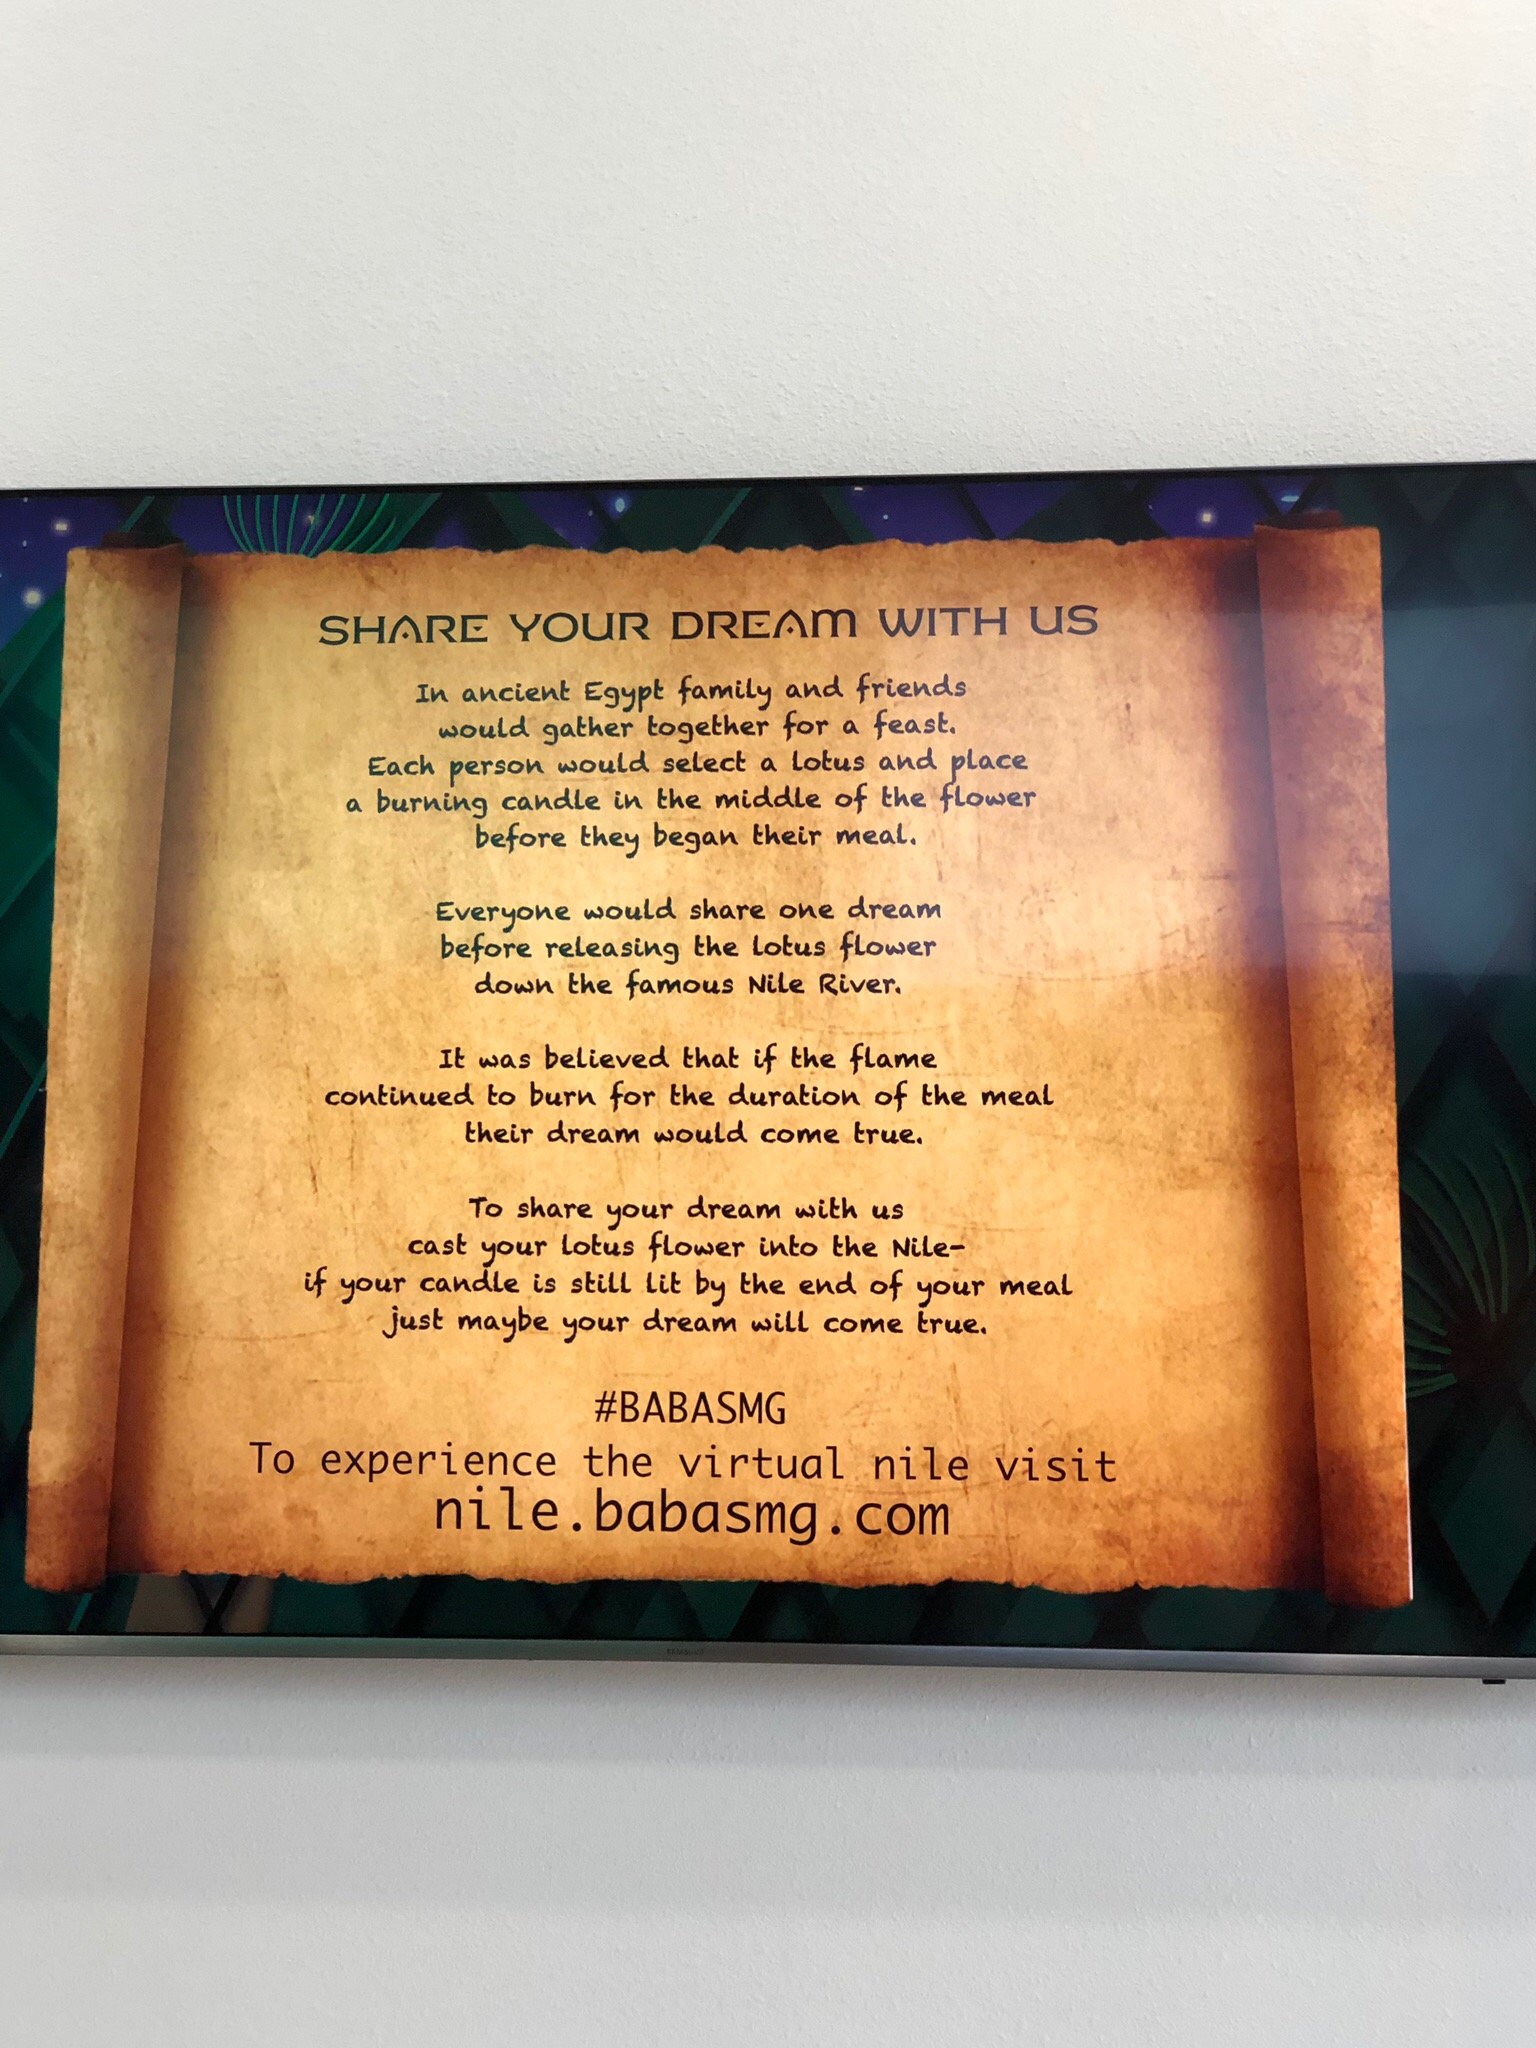 SHARE YOUR DREAM WITH US
In ancient Egypt family and friends
would gather together for a feast.
Each person would select a lotus and place
a burning candle in the middle of the flower
before they began their meal.
Everyone would share one dream
before releasing the lotus flower
down the famous Nile River.
It was believed that if the flame
continued to burn for the duration of the meal
their dream would come true.
To share your dream with us
cast your lotus flower into the Nile-
if your candle is still lit by the end of your meal
just maybe your dream will come true.
#BABASMG
To experience the virtual nile visit
nile.babasmg.com
SAMSUNG